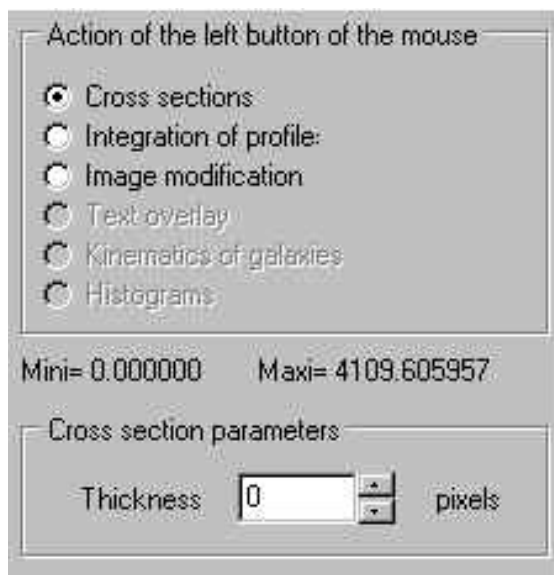 Action of the left button of the mouse
Cross sections
Integration of profile:
Image modification
Text overlay
Kinematics of galaxies
Histograms
Mini= 0.000000 Maxi= 4109.605957
Cross section parameters
Thickness 0 pixels